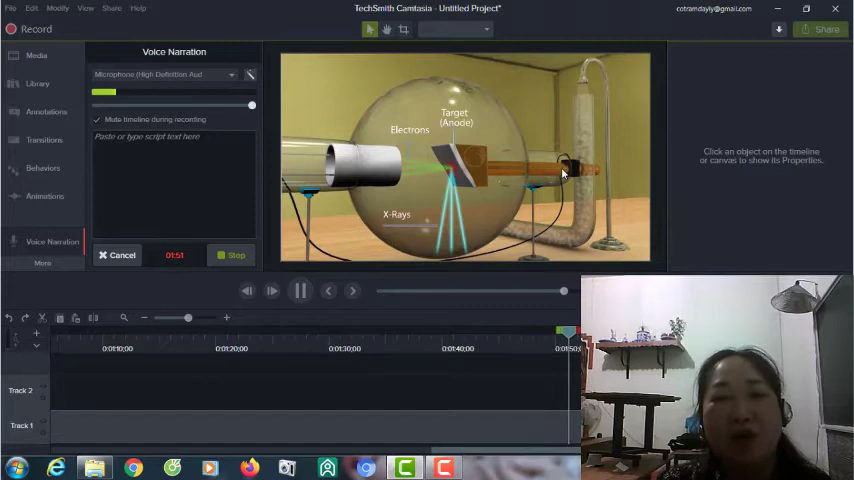 TechSmith Camtasia - Untitled Project*
File Edit Modify View Share Help
cotramdayly@gmail.com
Record
Share
Media
Library
Annotations
Transitions
Behaviors
Animations
Voice Narration
More
Voice Narration
Microphone (High Definition Aud
Mute timeline during recording
Paste or type script text here
Cancel
01:51
Stop
Target
(Anode)
Electrons
X-Rays
Click an object on the timeline
or canvas to show its Properties.
0:01:10;00
0:01:20;00
0:01:30;00
0:01:40;00
0:01:50;0
Track 2
Track 1